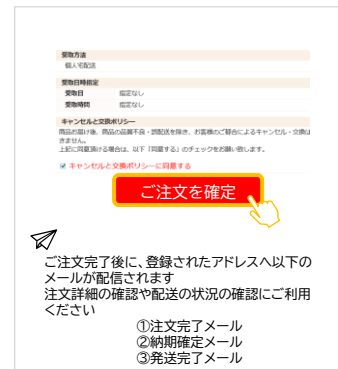 受取方法
個人宅配送
受取日時指定
受取日 指定なし
受取時間 指定なし
キャンセルと交換ポリシー
商品お届け後、商品の品質不良・誤配送を除き、お客様のご都合によるキャンセル・交換は
きません。
上記に同意頂ける場合は、以下「同意する」のチェックをお願い致します。
キャンセルと交換ポリシーに同意する
ご注文を確定
ご注文完了後に、登録されたアドレスへ以下の
メールが配信されます
注文詳細の確認や配送の状況の確認にご利用
ください
①注文完了メール
②納期確定メール
③発送完了メール